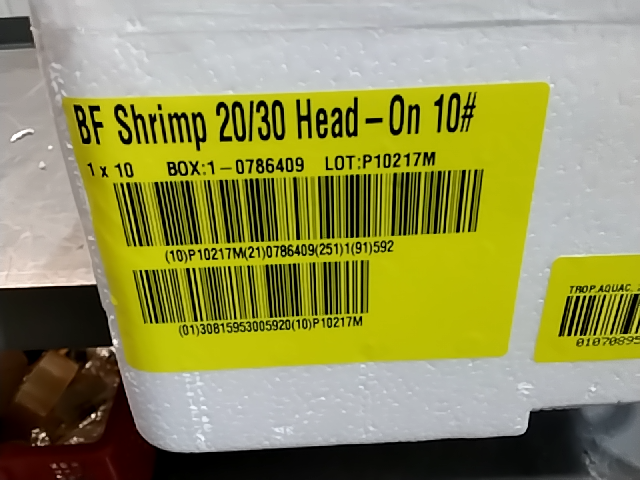 BF Shrimp 20/30 Head-On 10#
1 x 10 BOX:1-0786409 LOT:P10217M
(10)P10217M(21)0786409(251)1(91)592
(01)30815953005920(10)P10217M
TROP.AQUAC.
0107089